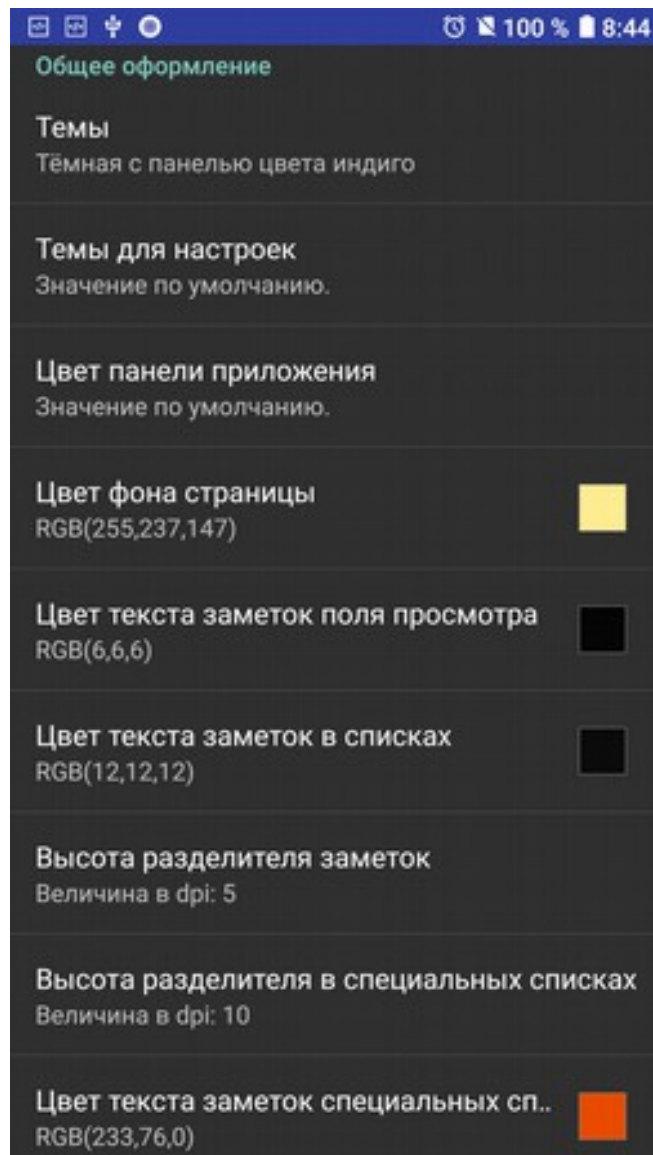 100 % 8:44
Общее оформление
Темы
Тёмная с панелью цвета индиго
Темы для настроек
Значение по умолчанию.
Цвет панели приложения
Значение по умолчанию.
Цвет фона страницы
RGB(255,237,147)
Цвет текста заметок поля просмотра
RGB(6,6,6)
Цвет текста заметок в списках
RGB(12,12,12)
Высота разделителя заметок
Величина в dpi: 5
Высота разделителя в специальных списках
Величина в dpi: 10
Цвет текста заметок специальных сп..
RGB(233,76,0)